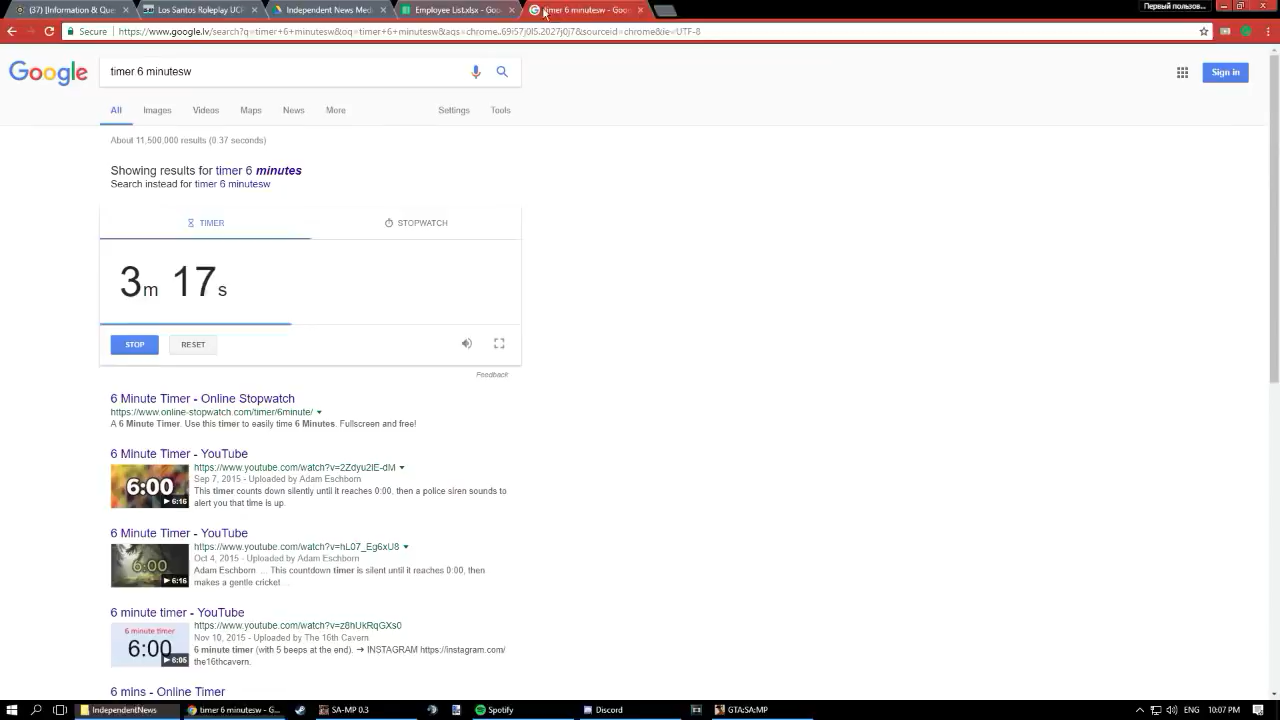 (37) [Information & Qu
Los Santos Roleplay UCP
Independent News Medi
Employee List.xlsx - Goo
timer 6 minutesw - Goo
Первый пользов...
Secure
https://www.google.lv/search?q=timer+6+minutesw&oq=timer+6+minutesw&aqs=chrome..69i57j0l5.2027j0j7&sourceid=chrome&ie=UTF-8
Google
timer 6 minutesw
Sign in
All Images Videos Maps News More Settings Tools
About 11,500,000 results (0.37 seconds)
Showing results for timer 6 minutes
Search instead for timer 6 minutesw
TIMER STOPWATCH
3m 17s
STOP RESET
Feedback
6 Minute Timer - Online Stopwatch
https://www.online-stopwatch.com/timer/6minute/
A 6 Minute Timer. Use this timer to easily time 6 Minutes. Fullscreen and free!
6 Minute Timer - YouTube
https://www.youtube.com/watch?v=2Zdyu2lE-dM
Sep 7, 2015 - Uploaded by Adam Eschborn
This timer counts down silently until it reaches 0:00, then a police siren sounds to
alert you that time is up.
6:00
6:16
6 Minute Timer - YouTube
https://www.youtube.com/watch?v=hL07_Eg6xU8
Oct 4, 2015 - Uploaded by Adam Eschborn
Adam Eschborn ... This countdown timer is silent until it reaches 0:00, then
makes a gentle cricket ...
6:00
6:16
6 minute timer - YouTube
https://www.youtube.com/watch?v=z8hUkRqGXs0
Nov 10, 2015 - Uploaded by The 16th Cavern
6 minute timer (with 5 beeps at the end). → INSTAGRAM https://instagram.com/
the16thcavern.
6 minute timer
6:00
6:05
6 mins - Online Timer
IndependentNews
timer 6 minutesw - G...
SA-MP 0.3
Spotify
Discord
GTA:SA:MP
ENG 10:07 PM